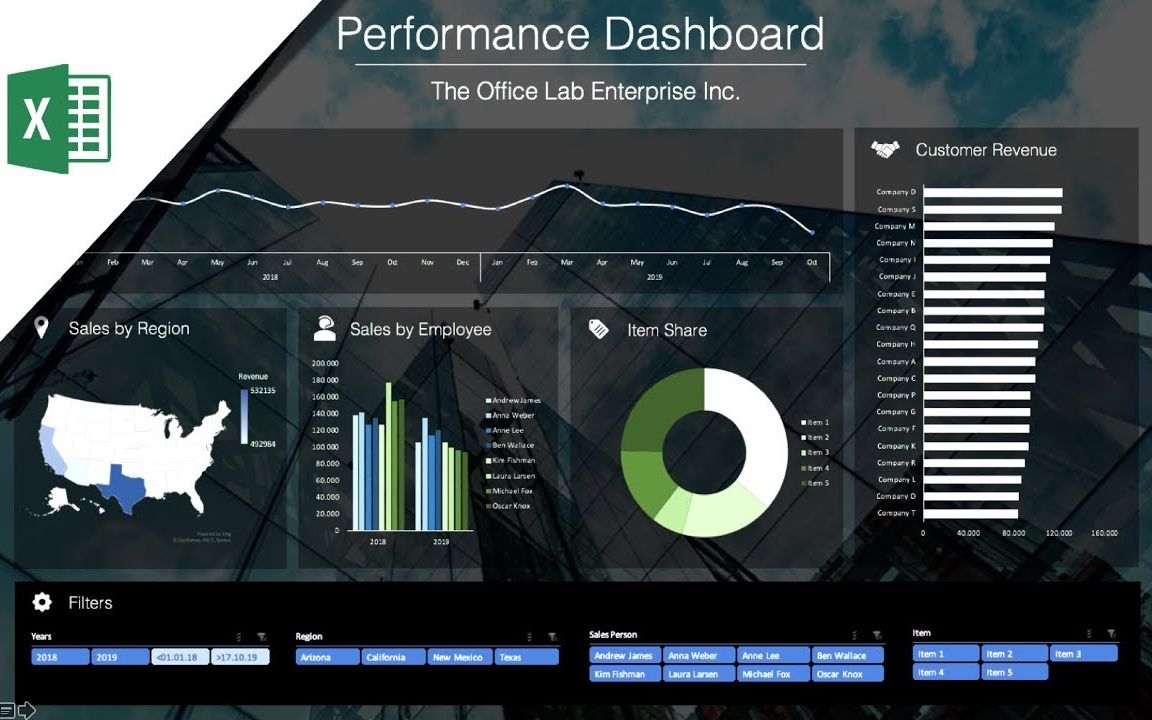 Performance Dashboard
The Office Lab Enterprise Inc.
X
Feb Mar Apr May Jun Jul Aug Sep Oct Nov Dec Jan Feb Mar Apr May Jun Jul Aug Sep Oct
2018 2019
Customer Revenue
Company D
Company S
Company M
Company N
Company I
Company J
Company E
Company B
Company Q
Company H
Company A
Company C
Company P
Company G
Company F
Company K
Company R
Company L
Company O
Company T
0 40.000 80.000 120.000 160.000
Sales by Region
Revenue
532135
492984
Sales by Employee
200.000
180.000
160.000
140.000
120.000
100.000
80.000
60.000
40.000
20.000
0
2018 2019
Andrew James
Anna Weber
Anne Lee
Ben Wallace
Kim Fishman
Laura Larsen
Michael Fox
Oscar Knox
Item Share
Item 1
Item 2
Item 3
Item 4
Item 5
Filters
Years
2018 2019 <01.01.18 >17.10.19
Region
Arizona California New Mexico Texas
Sales Person
Andrew James Anna Weber Anne Lee Ben Wallace
Kim Fishman Laura Larsen Michael Fox Oscar Knox
Item
Item 1 Item 2 Item 3
Item 4 Item 5